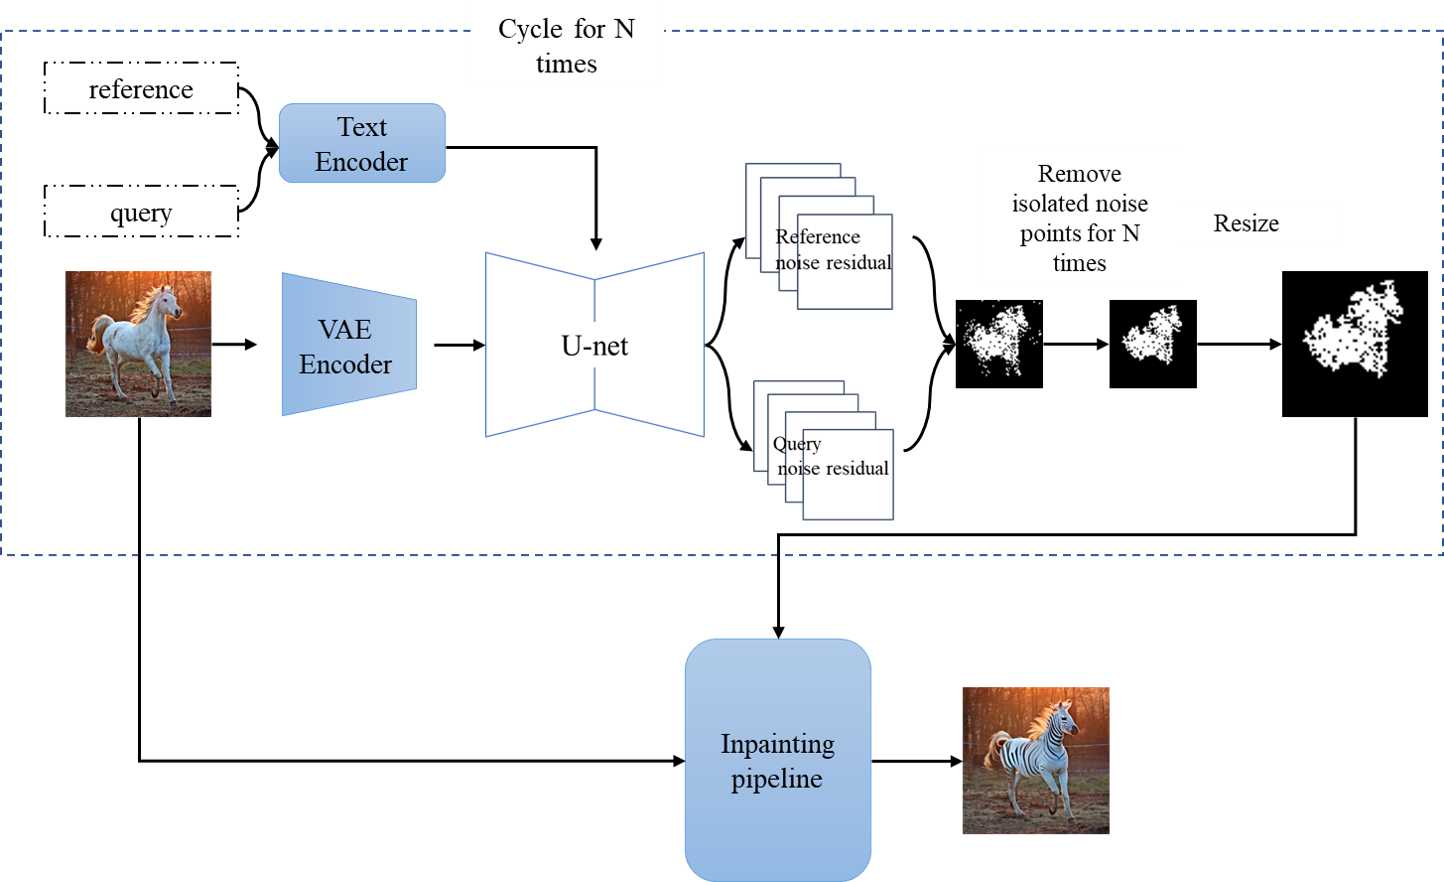 Cycle for N
times
reference
Text
Encoder
query
VAE
Encoder
U-net
Reference
noise residual
Query
noise residual
Remove
isolated noise
points for N
times
Resize
Inpainting
pipeline